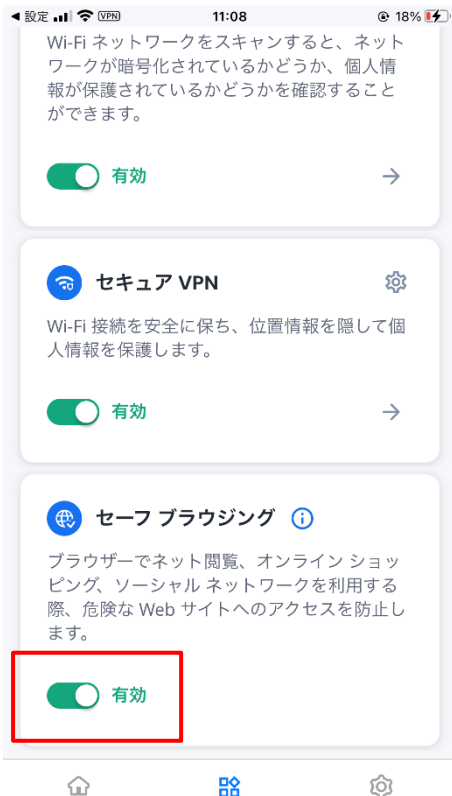 ◀ 設定 VPN 11:08 18%
Wi-Fi ネットワークをスキャンすると、ネット
ワークが暗号化されているかどうか、個人情
報が保護されているかどうかを確認すること
ができます。
有効
セキュア VPN
Wi-Fi 接続を安全に保ち、位置情報を隠して個
人情報を保護します。
有効
セーフ ブラウジング
ブラウザーでネット閲覧、オンライン ショッ
ピング、ソーシャル ネットワークを利用する
際、危険な Web サイトへのアクセスを防止し
ます。
有効